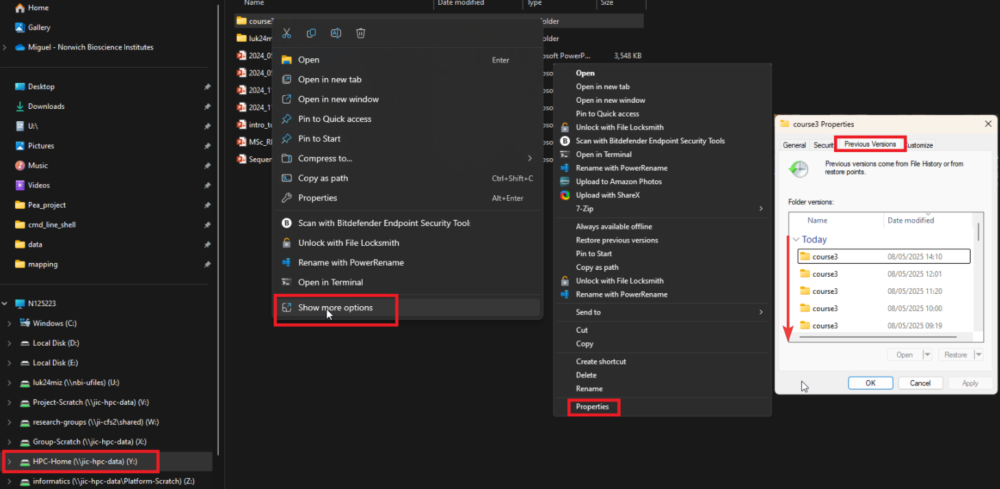 Home
Gallery
Miguel - Norwich Bioscience Institutes
Desktop
Downloads
U:\
Pictures
Music
Videos
Pea_project
cmd_line_shell
data
mapping
N125223
Windows (C:)
Local Disk (D:)
Local Disk (E:)
luk24miz (\\nbi-ufiles) (U:)
Project-Scratch (\\jic-hpc-data) (V:)
research-groups (\\ji-cfs2\shared) (W:)
Group-Scratch (\\jic-hpc-data) (X:)
HPC-Home (\\jic-hpc-data) (Y:)
informatics (\\jic-hpc-data\Platform-Scratch) (Z:)
Name Date modified Type Size
course3
luk24m
2024_0
3,548 KB
2024_0
2024_1
2024_1
intro_to
MSc_R
Sequen
older
older
osoft PowerP...
Open Enter
Open in new tab
Open in new window
Pin to Quick access
Pin to Start
Compress to...
Copy as path Ctrl+Shift+C
Properties Alt+Enter
Scan with Bitdefender Endpoint Security Tools
Unlock with File Locksmith
Rename with PowerRename
Open in Terminal
Show more options
Open
Open in new tab
Open in new window
Pin to Quick access
Unlock with File Locksmith
Scan with Bitdefender Endpoint Security Tools
Open in Terminal
Rename with PowerRename
Upload to Amazon Photos
Upload with ShareX
7-Zip
Always available offline
Restore previous versions
Pin to Start
Copy as path
Unlock with File Locksmith
Rename with PowerRename
Send to
Cut
Copy
Create shortcut
Delete
Rename
Properties
course3 Properties
General Securit Previous Versions Customize
Previous versions come from File History or from
restore points.
Folder versions:
Name Date modified
Today
course3 08/05/2025 14:10
course3 08/05/2025 12:01
course3 08/05/2025 11:20
course3 08/05/2025 10:00
course3 08/05/2025 09:19
Open Restore
OK Cancel Apply